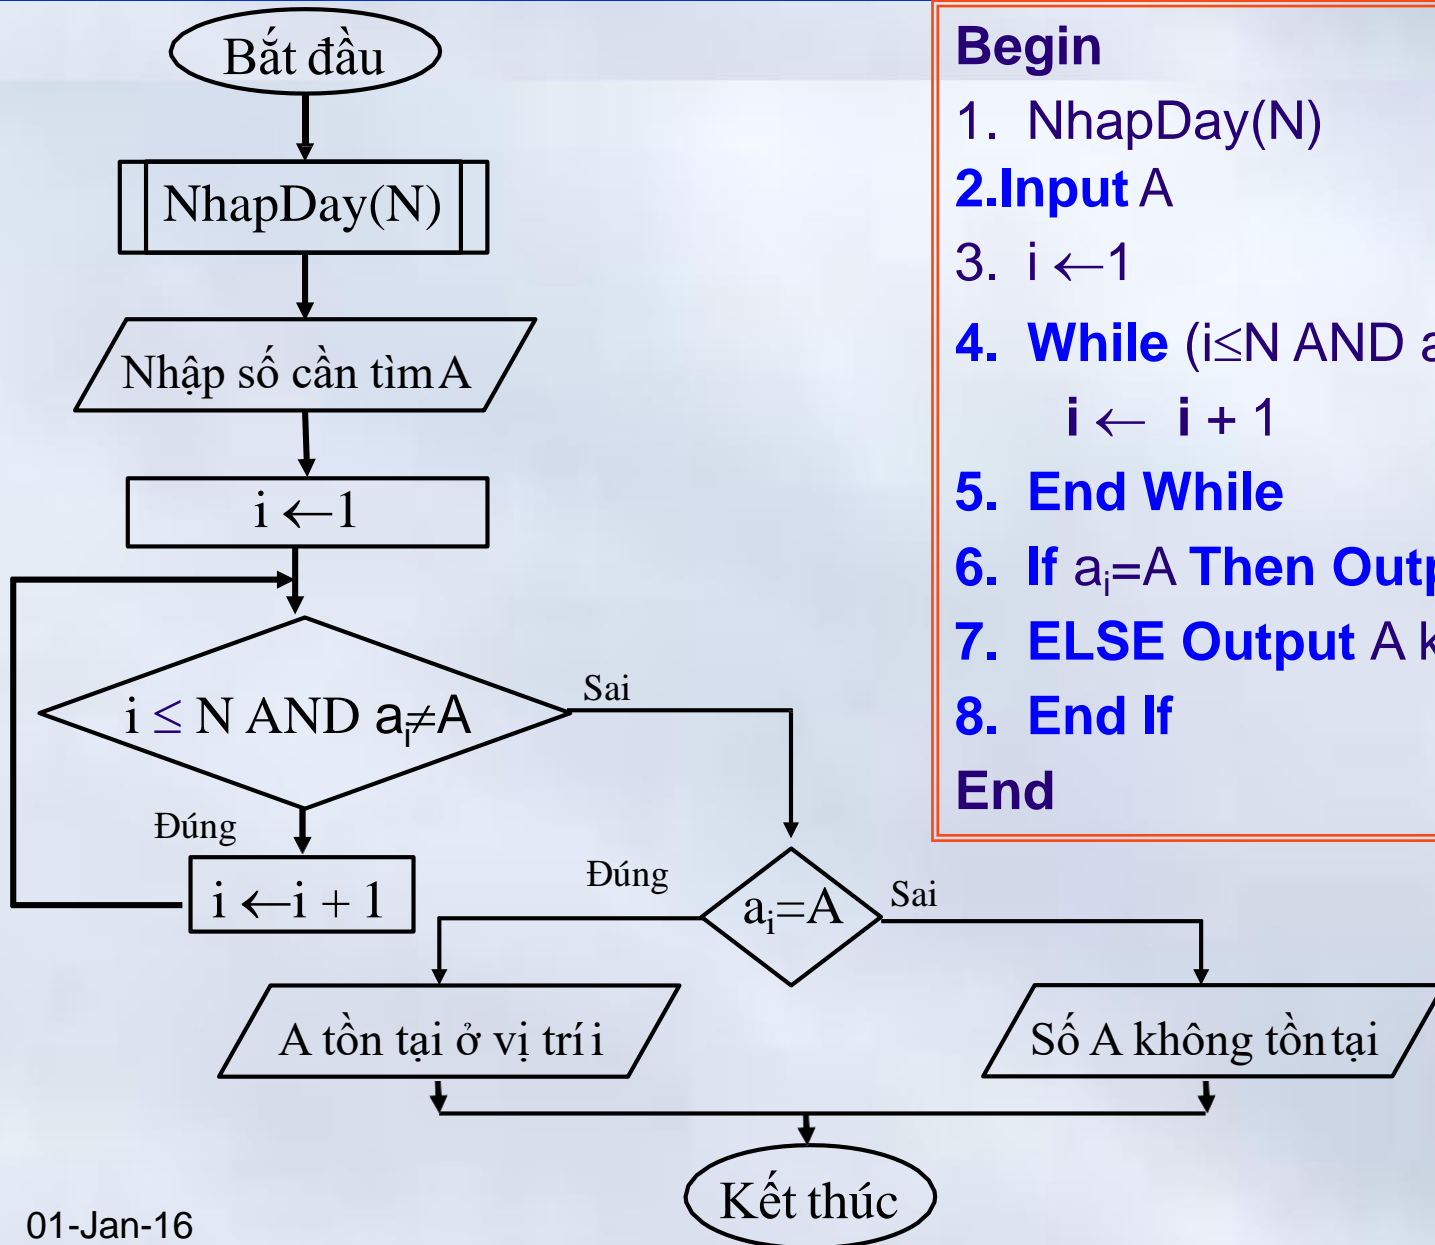 Bắt đầu
NhapDay(N)
Nhập số cần tìm A
i ←1
i ≤ N AND aᵢ≠A
Sai
Đúng
i ←i + 1
Đúng
aᵢ=A
Sai
A tồn tại ở vị trí i
Số A không tồn tại
Kết thúc
01-Jan-16
Begin
1. NhapDay(N)
2.Input A
3. i ←1
4. While (i≤N AND
i ← i + 1
5. End While
6. If aᵢ=A Then
7. ELSE Output A
8. End If
End